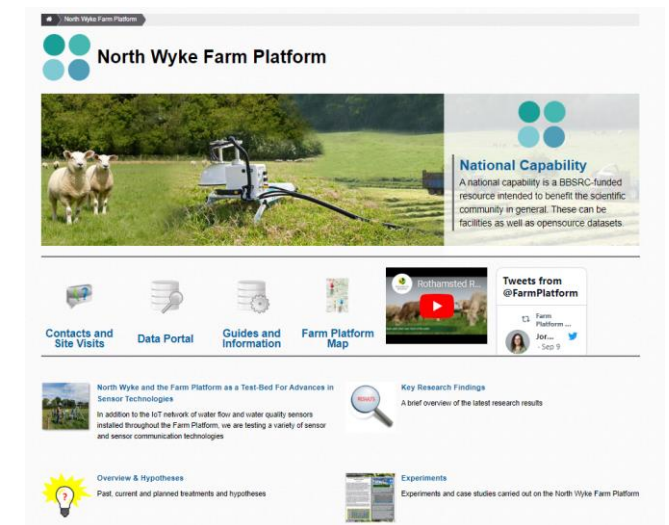 North Wyke Farm Platform
North Wyke Farm Platform
National Capability
A national capability is a BBSRC-funded
resource intended to benefit the scientific
community in general. These can be
facilities as well as opensource datasets
Contacts and
Site Visits
Data Portal
Guides and
Information
Farm Platform
Map
Rothamsted R...
Tweets from
@FarmPlatform
Farm
Platform ...
Jor...
- Sep 9
North Wyke and the Farm Platform as a Test-Bed For Advances in
Sensor Technologies
In addition to the IoT network of water flow and water quality sensors
installed throughout the Farm Platform, we are testing a variety of sensor
and sensor communication technologies
RESULTS
Key Research Findings
A brief overview of the latest research results
?
Overview & Hypotheses
Past, current and planned treatments and hypotheses
Experiments
Experiments and case studies carried out on the North Wyke Farm Platform